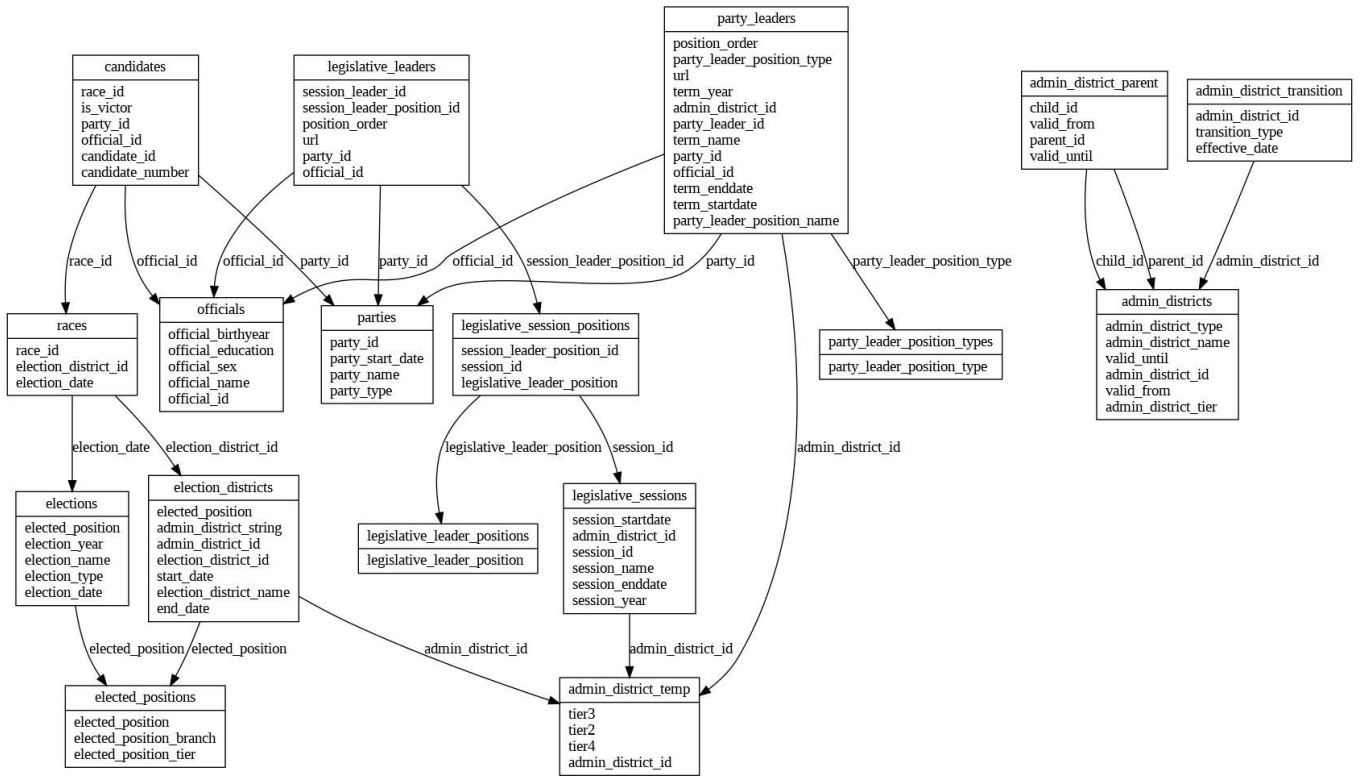 party_leaders
position_order
party_leader_position_type
url
term_year
admin_district_id
party_leader_id
term_name
party_id
official_id
term_enddate
term_startdate
party_leader_position_name
candidates
race_id
is_victor
party_id
official_id
candidate_id
candidate_number
legislative_leaders
session_leader_id
session_leader_position_id
position_order
url
party_id
official_id
admin_district_parent
child_id
valid_from
parent_id
valid_until
admin_district_transition
admin_district_id
transition_type
effective_date
race_id
official_id
official_id
party_id
party_id
official_id
session_leader_position_id
party_id
party_leader_position_type
child_id
parent_id
admin_district_id
races
race_id
election_district_id
election_date
officials
official_birthyear
official_education
official_sex
official_name
official_id
parties
party_id
party_start_date
party_name
party_type
legislative_session_positions
session_leader_position_id
session_id
legislative_leader_position
party_leader_position_types
party_leader_position_type
admin_districts
admin_district_type
admin_district_name
valid_until
admin_district_id
valid_from
admin_district_tier
election_date
election_district_id
legislative_leader_position
session_id
admin_district_id
elections
elected_position
election_year
election_name
election_type
election_date
election_districts
elected_position
admin_district_string
admin_district_id
election_district_id
start_date
election_district_name
end_date
legislative_leader_positions
legislative_leader_position
legislative_sessions
session_startdate
admin_district_id
session_id
session_name
session_enddate
session_year
elected_position
elected_position
admin_district_id
admin_district_id
elected_positions
elected_position
elected_position_branch
elected_position_tier
admin_district_temp
tier3
tier2
tier4
admin_district_id